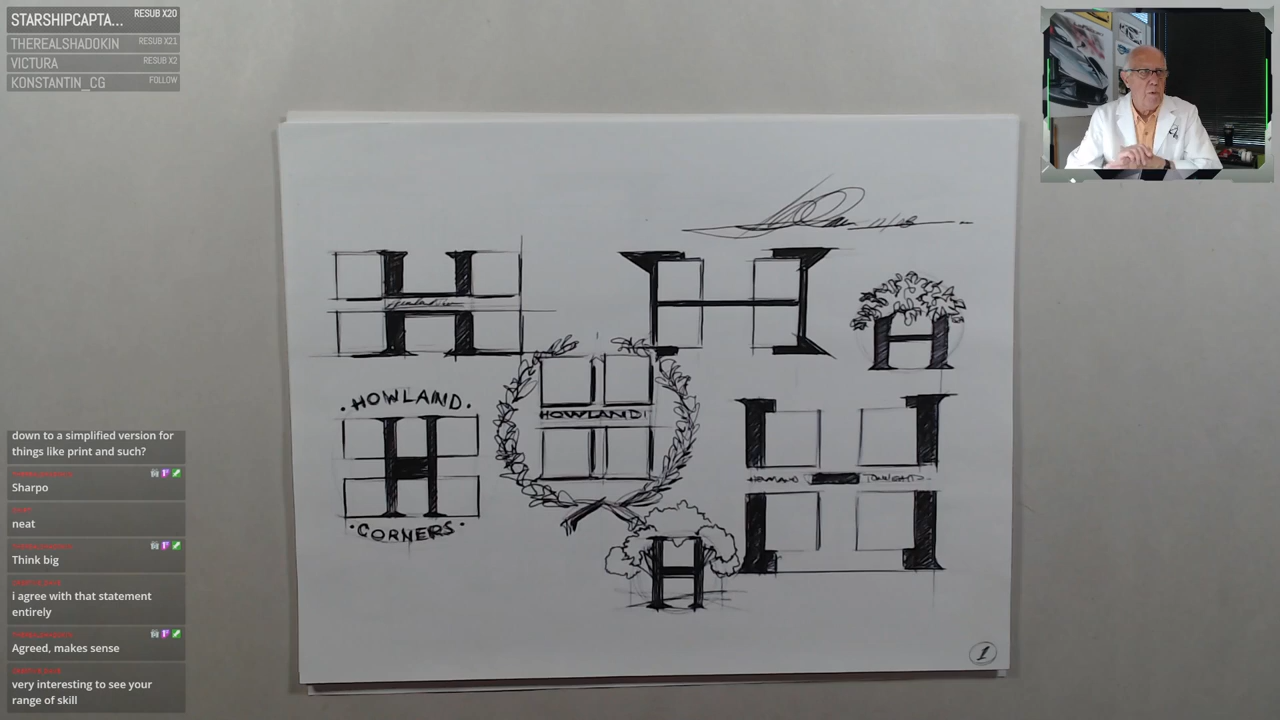 STARSHIPCAPTA... RESUB X20
THEREALSHADOKIN RESUB X21
VICTURA RESUB X2
KONSTANTIN_CG FOLLOW
HOWLAND
HOWLAND
CORNERS
H
H
H
H
H
H
1
down to a simplified version for
things like print and such?
Sharpo
neat
Think big
i agree with that statement
entirely
Agreed, makes sense
very interesting to see your
range of skill